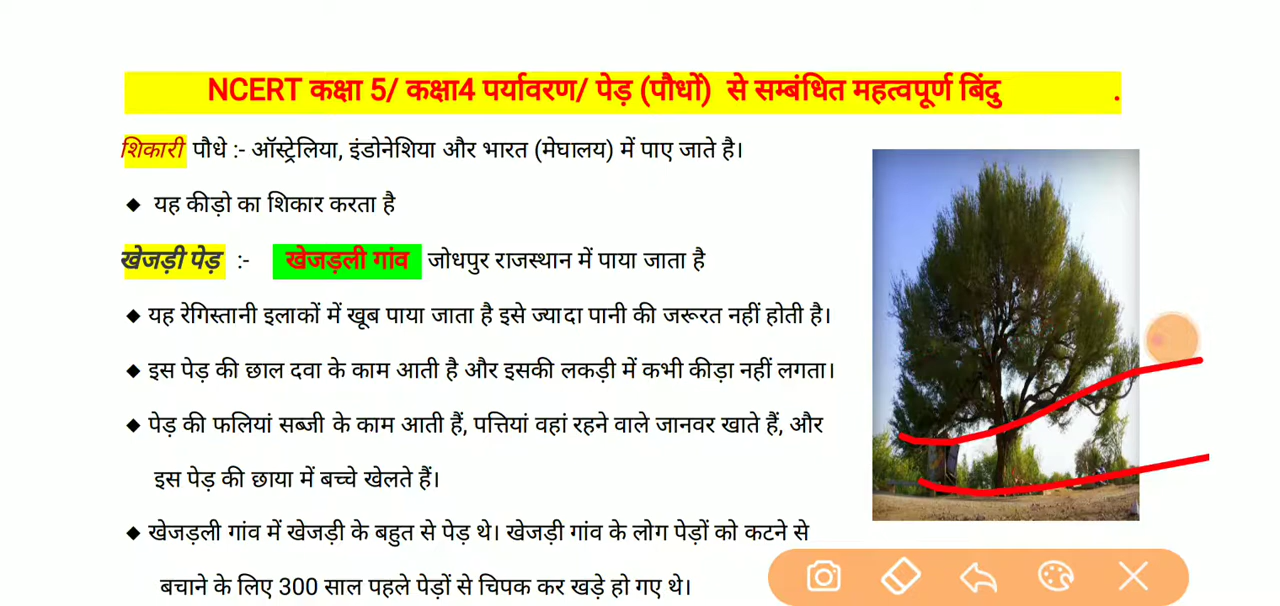 NCERT कक्षा 5/ कक्षा4 पर्यावरण/ पेड़ (पौधों) से सम्बंधित महत्वपूर्ण बिंदु .
शिकारी पौधे :- ऑस्ट्रेलिया, इंडोनेशिया और भारत (मेघालय) में पाए जाते है।
◆ यह कीड़ो का शिकार करता है
खेजड़ी पेड़ :- खेजड़ली गांव जोधपुर राजस्थान में पाया जाता है
◆ यह रेगिस्तानी इलाकों में खूब पाया जाता है इसे ज्यादा पानी की जरूरत नहीं होती है।
◆ इस पेड़ की छाल दवा के काम आती है और इसकी लकड़ी में कभी कीड़ा नहीं लगता।
◆ पेड़ की फलियां सब्जी के काम आती हैं, पत्तियां वहां रहने वाले जानवर खाते हैं, और
इस पेड़ की छाया में बच्चे खेलते हैं।
◆ खेजड़ली गांव में खेजड़ी के बहुत से पेड़ थे। खेजड़ी गांव के लोग पेड़ों को कटने से
बचाने के लिए 300 साल पहले पेड़ों से चिपक कर खड़े हो गए थे।